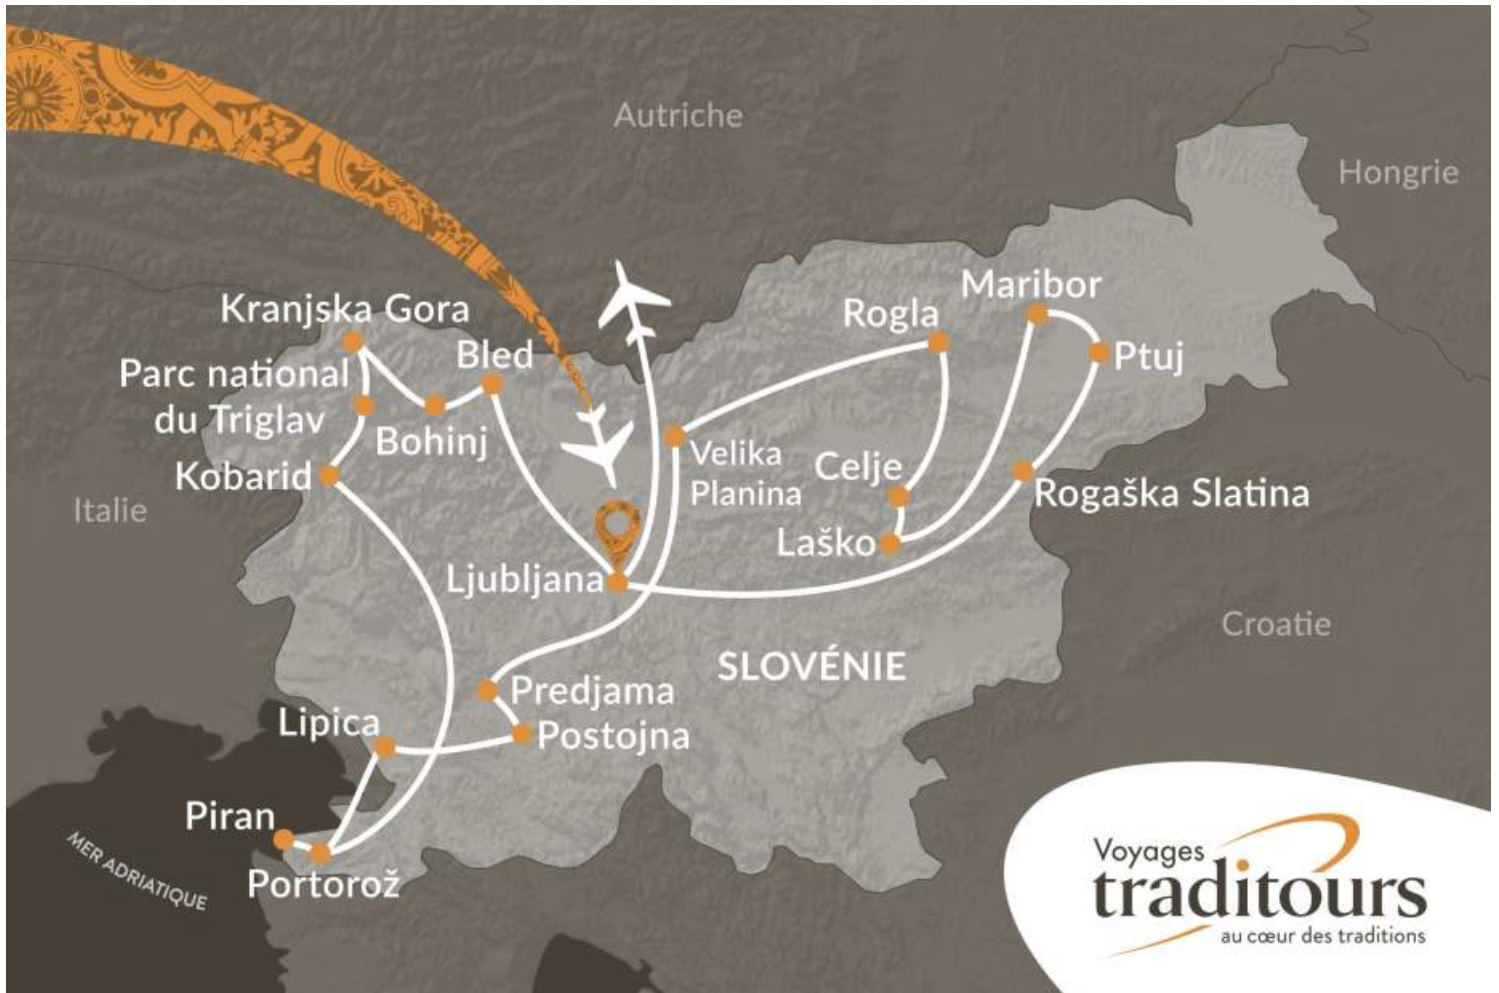 Autriche
Hongrie
Kranjska Gora
Maribor
Rogla
Bled
Ptuj
Parc national
du Triglav
Bohinj
Velika
Planina
Celje
Kobarid
Rogaška Slatina
Italie
Laško
Ljubljana
Croatie
SLOVÉNIE
Predjama
Lipica
Postojna
Piran
MER ADRIATIQUE
Portorož
Voyages
traditours
au cœur des traditions